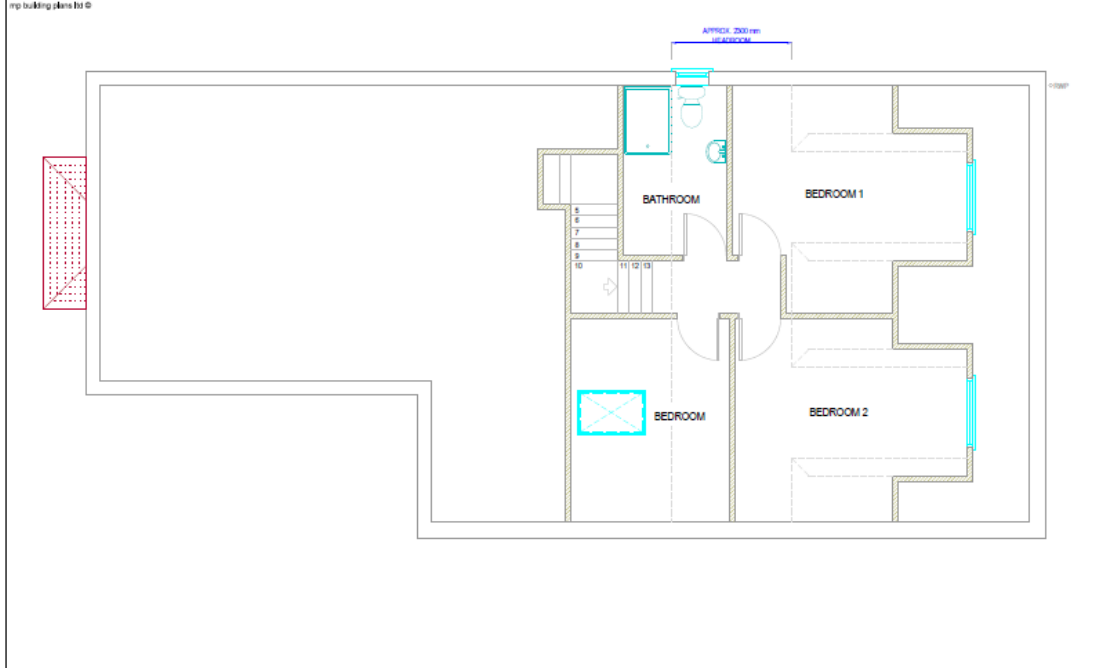 mp building plans ltd ©
APPROX. 2300 mm
HEADROOM
BATHROOM
BEDROOM 1
5
6
7
8
9
10
11 12 13
BEDROOM
BEDROOM 2